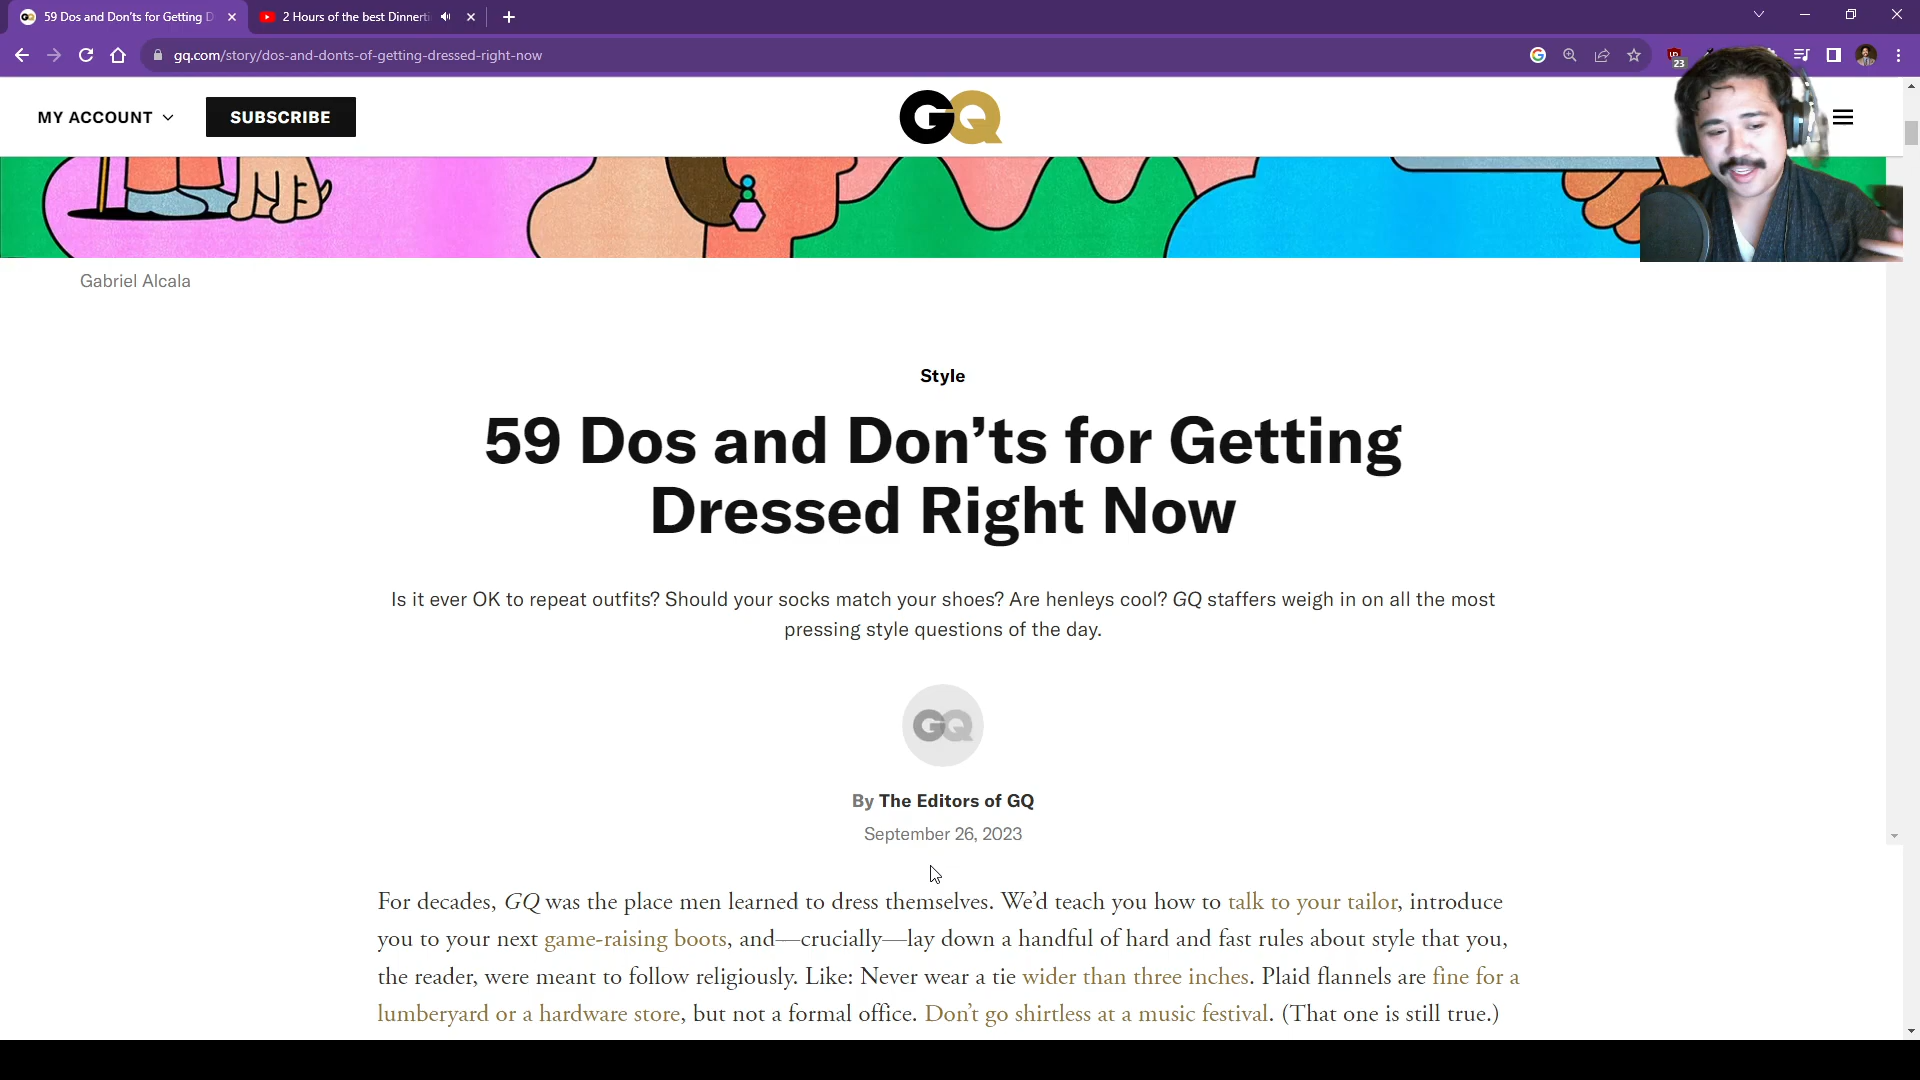 59 Dos and Don'ts for Getting D
2 Hours of the best Dinnerti
gq.com/story/dos-and-donts-of-getting-dressed-right-now
23
MY ACCOUNT
SUBSCRIBE
GQ
Gabriel Alcala
Style
59 Dos and Don’ts for Getting
Dressed Right Now
Is it ever OK to repeat outfits? Should your socks match your shoes? Are henleys cool? GQ staffers weigh in on all the most
pressing style questions of the day.
GQ
By The Editors of GQ
September 26, 2023
For decades, GQ was the place men learned to dress themselves. We’d teach you how to talk to your tailor, introduce
you to your next game-raising boots, and—crucially—lay down a handful of hard and fast rules about style that you,
the reader, were meant to follow religiously. Like: Never wear a tie wider than three inches. Plaid flannels are fine for a
lumberyard or a hardware store, but not a formal office. Don’t go shirtless at a music festival. (That one is still true.)